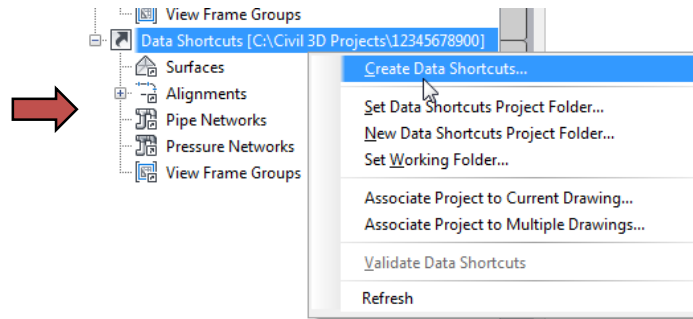 View Frame Groups
Data Shortcuts [C:\Civil 3D Projects\12345678900]
Surfaces
Alignments
Pipe Networks
Pressure Networks
View Frame Groups
Create Data Shortcuts...
Set Data Shortcuts Project Folder...
New Data Shortcuts Project Folder...
Set Working Folder...
Associate Project to Current Drawing...
Associate Project to Multiple Drawings...
Validate Data Shortcuts
Refresh